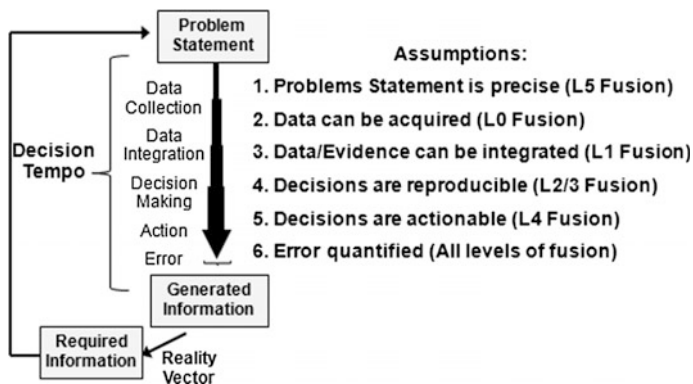 Problem
Statement
Assumptions:
1. Problems Statement is precise (L5 Fusion)
2. Data can be acquired (L0 Fusion)
3. Data/Evidence can be integrated (L1 Fusion)
4. Decisions are reproducible (L2/3 Fusion)
5. Decisions are actionable (L4 Fusion)
6. Error quantified (All levels of fusion)
Decision
Tempo
Data
Collection
Data
Integration
Decision
Making
Action
Error
Generated
Information
Required
Information
Reality
Vector